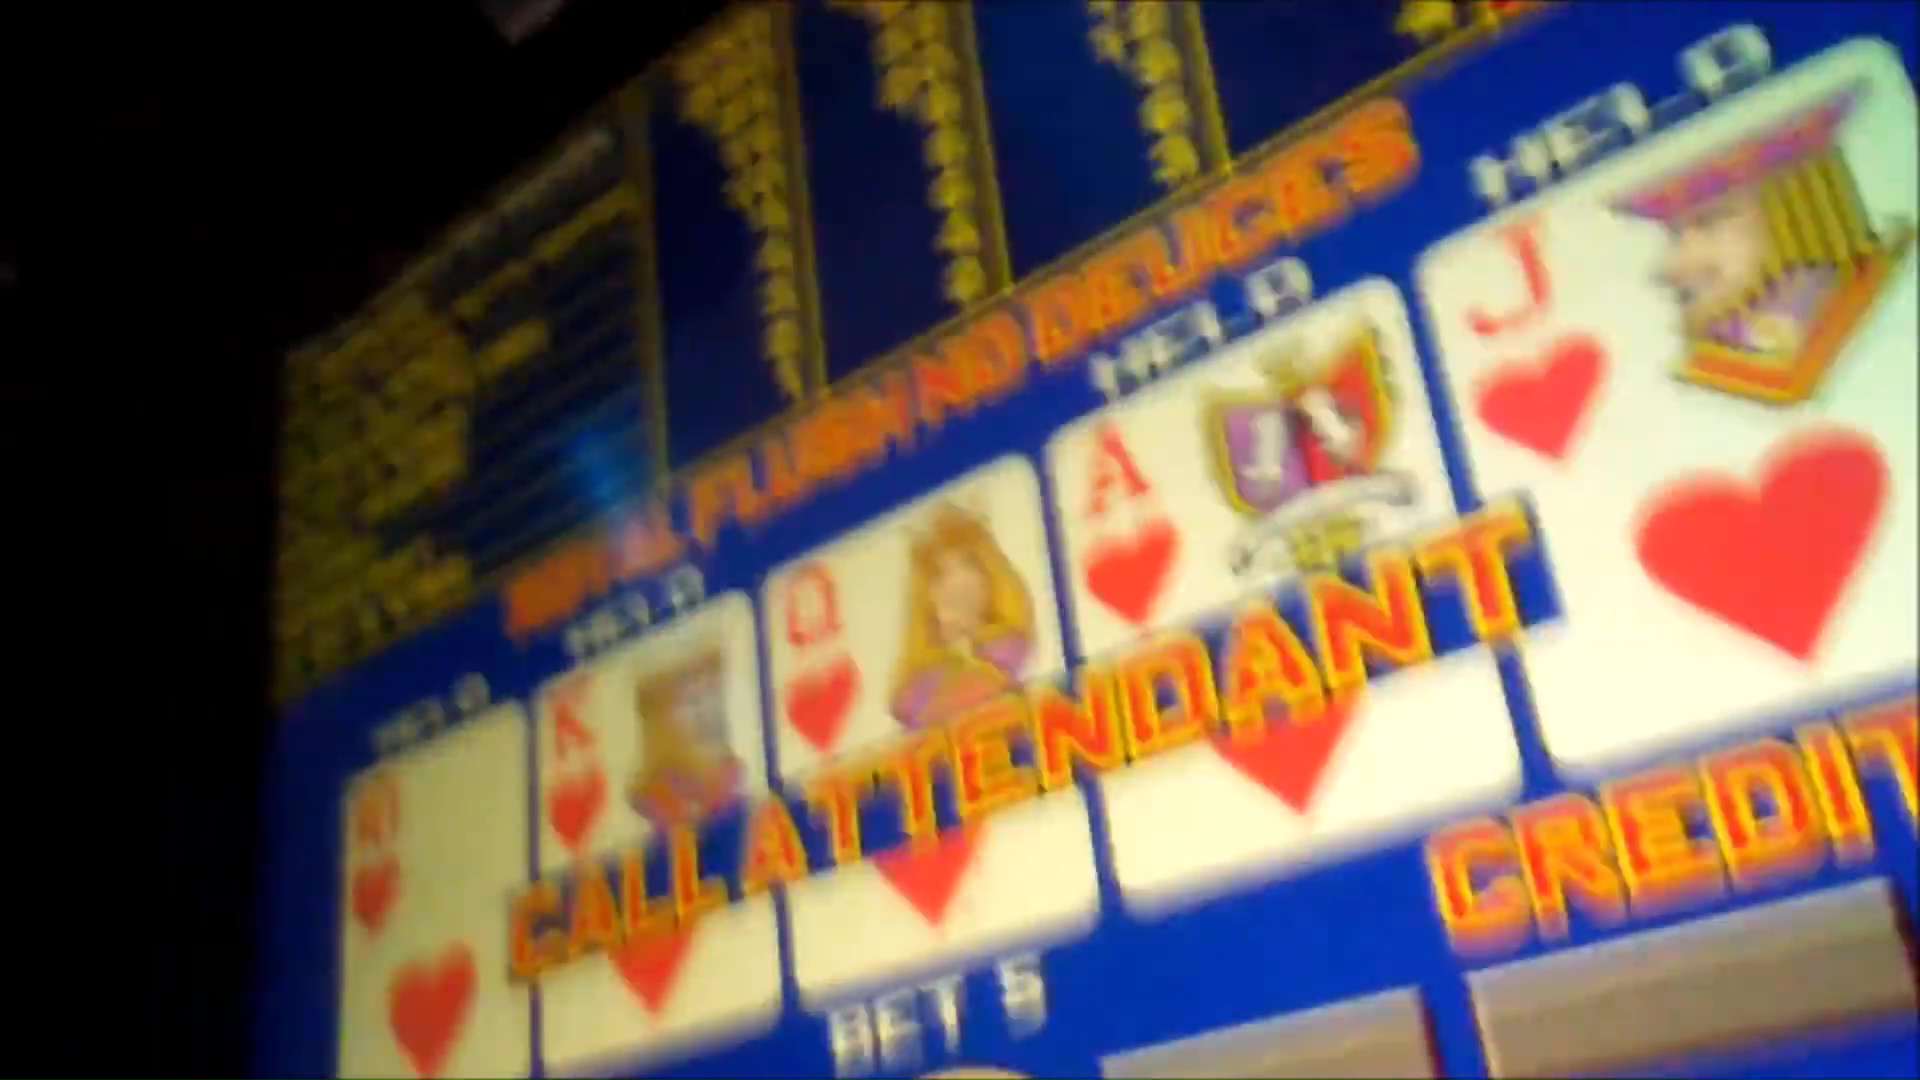 ROYAL FLUSH NO DEUCES
HELD HELD HELD HELD HELD
10 K Q A J
CALL ATTENDANT
BET 5
CREDIT